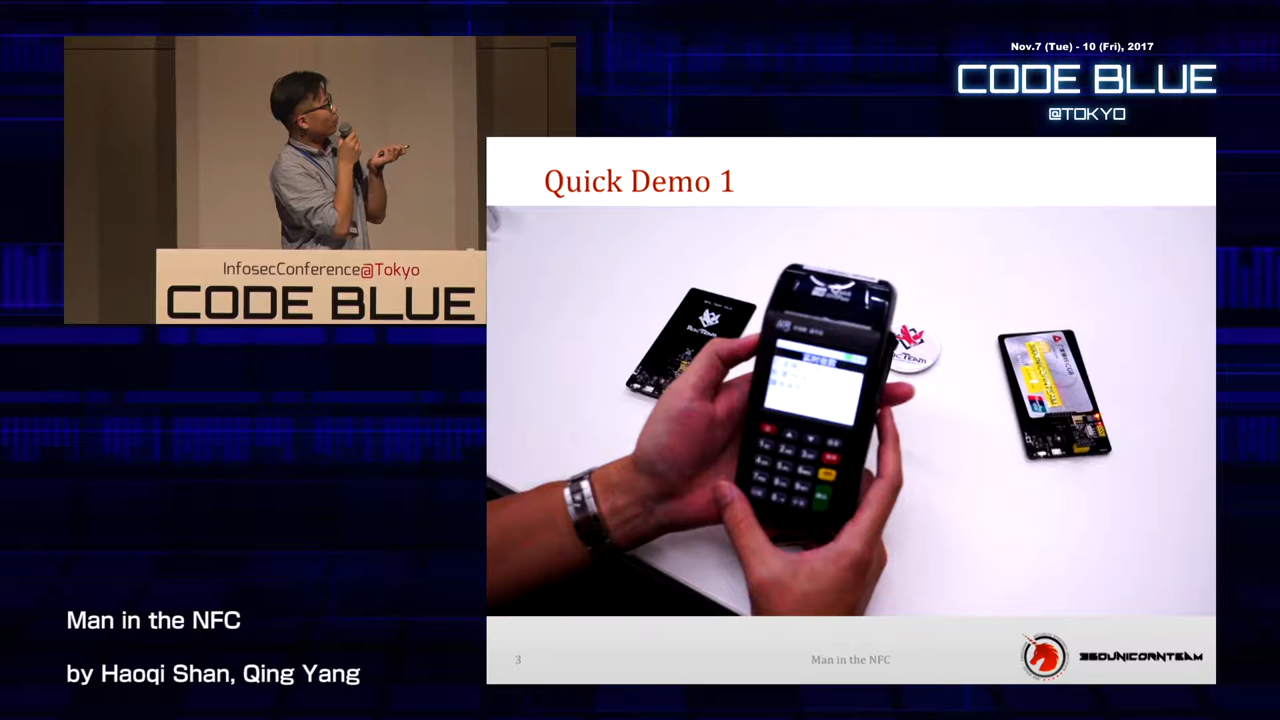 Nov.7 (Tue) - 10 (Fri), 2017
CODE BLUE
@TOKYO
InfosecConference@Tokyo
CODE BLUE
Quick Demo 1
ROCTEAM
Man in the NFC
by Haoqi Shan, Qing Yang
3
Man in the NFC
360UNICORNTEAM